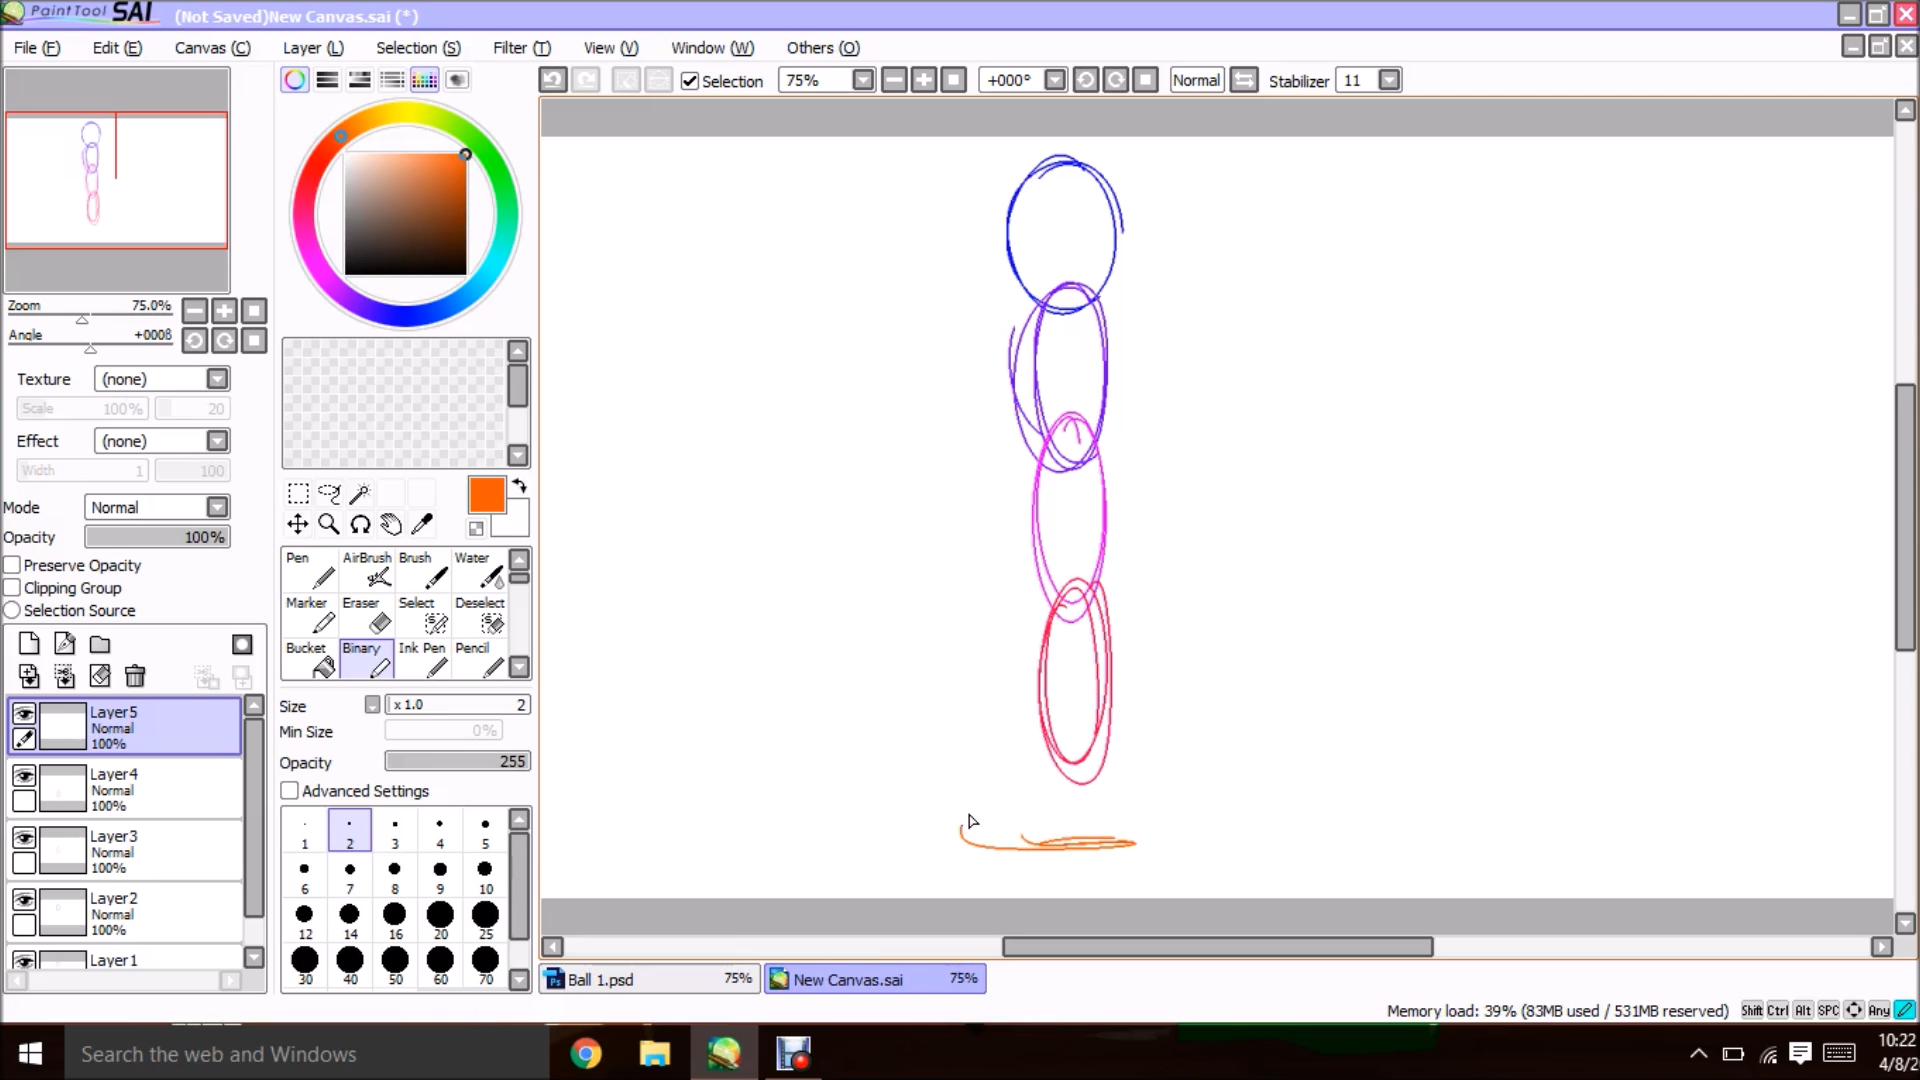 PaintTool SAI (Not Saved)New Canvas.sai (*)
File (F) Edit (E) Canvas (C) Layer (L) Selection (S) Filter (T) View (V) Window (W) Others (O)
Selection 75% +000° Normal Stabilizer 11
Zoom 75.0%
Angle +000ß
Texture (none)
Scale 100% 20
Effect (none)
Width 1 100
Mode Normal
Opacity 100%
Preserve Opacity
Clipping Group
Selection Source
Layer5
Normal
100%
Layer4
Normal
100%
Layer3
Normal
100%
Layer2
Normal
100%
Layer1
Pen AirBrush Brush Water
Marker Eraser Select Deselect
Bucket Binary Ink Pen Pencil
Size x 1.0 2
Min Size 0%
Opacity 255
Advanced Settings
1 2 3 4 5
6 7 8 9 10
12 14 16 20 25
30 40 50 60 70
Ball 1.psd 75% New Canvas.sai 75%
Memory load: 39% (83MB used / 531MB reserved) Shift Ctrl Alt SPC Any
Search the web and Windows
10:22
4/8/2